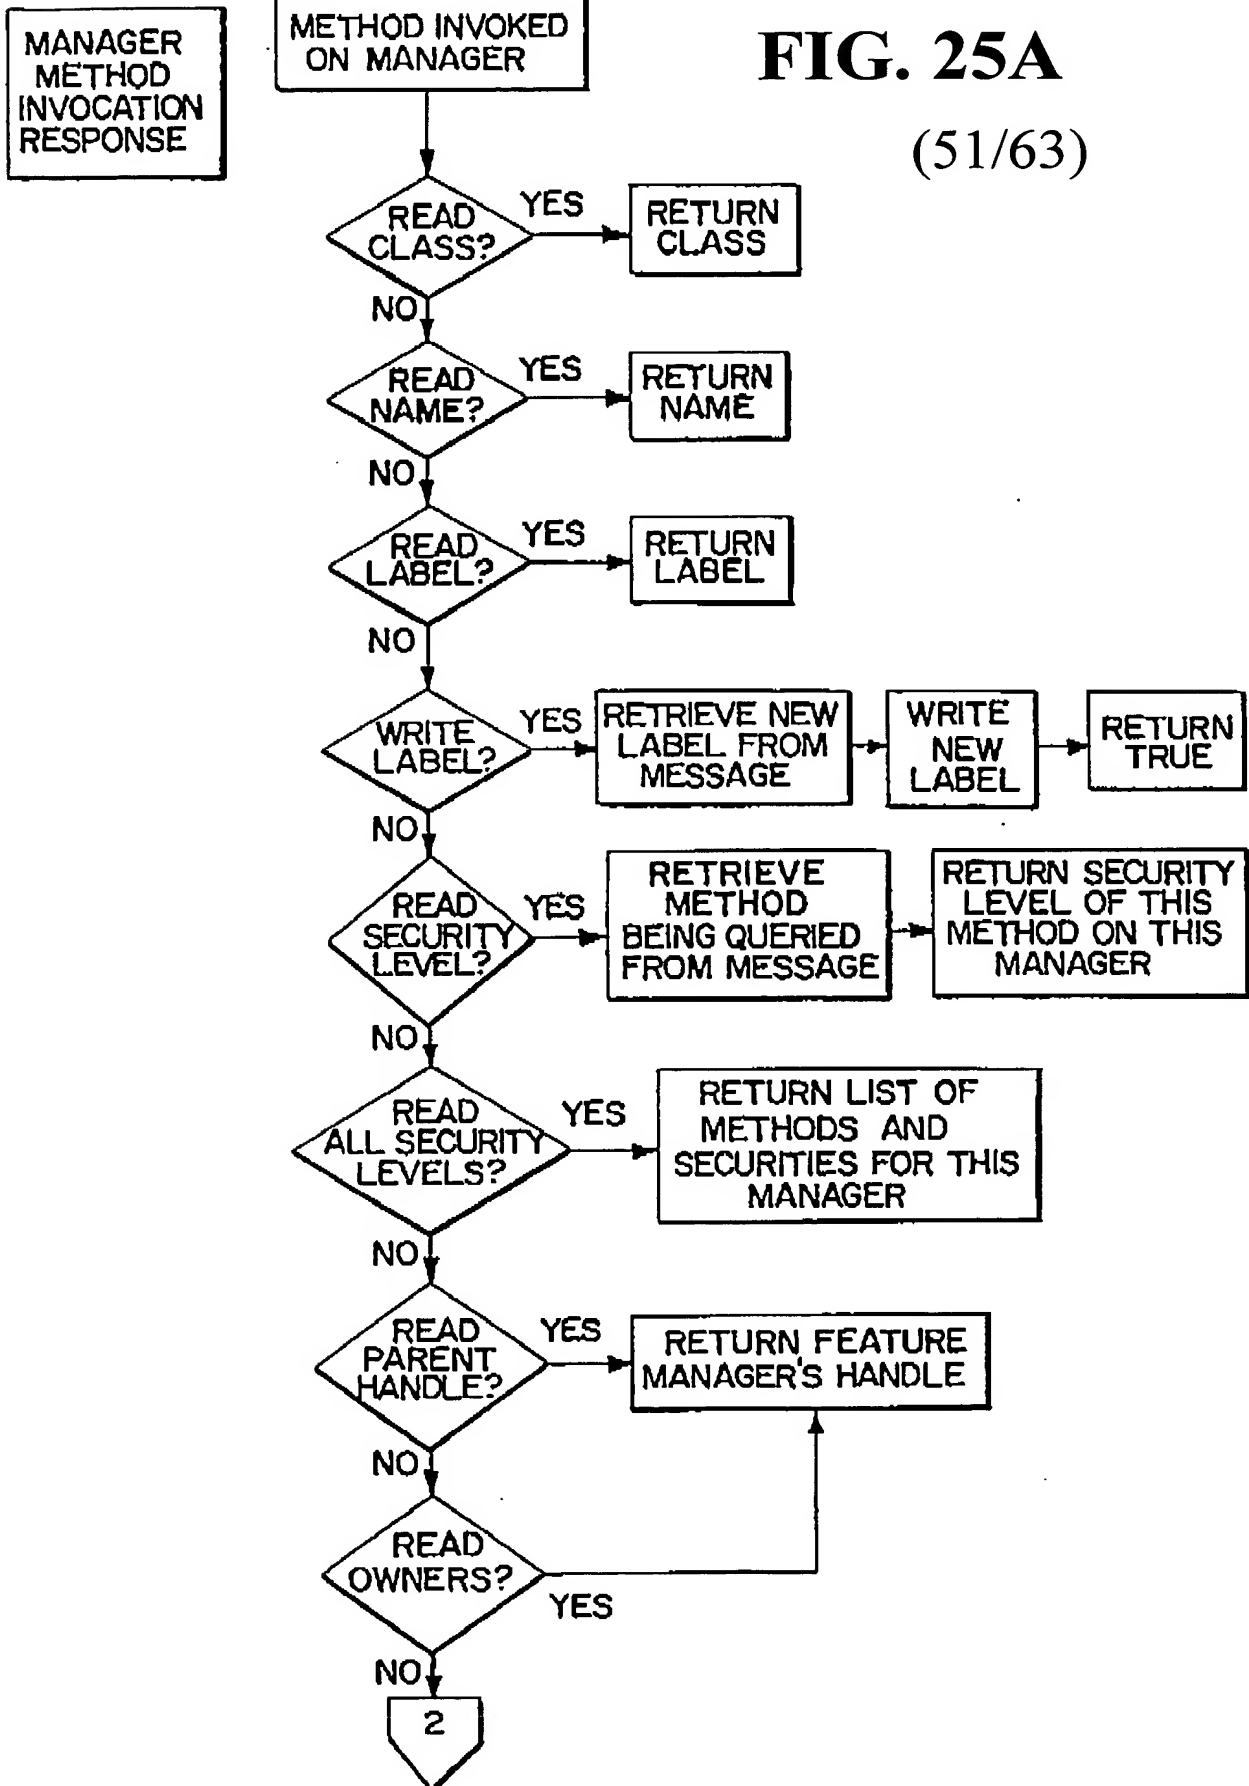 MANAGER
METHOD
INVOCATION
RESPONSE
METHOD INVOKED
ON MANAGER
FIG. 25A
(51/63)
READ
CLASS?
YES
RETURN
CLASS
NO
READ
NAME?
YES
RETURN
NAME
NO
READ
LABEL?
YES
RETURN
LABEL
NO
WRITE
LABEL?
YES
RETRIEVE NEW
LABEL FROM
MESSAGE
WRITE
NEW
LABEL
RETURN
TRUE
NO
READ
SECURITY
LEVEL?
YES
RETRIEVE
METHOD
BEING QUERIED
FROM MESSAGE
RETURN SECURITY
LEVEL OF THIS
METHOD ON THIS
MANAGER
NO
READ
ALL SECURITY
LEVELS?
YES
RETURN LIST OF
METHODS AND
SECURITIES FOR THIS
MANAGER
NO
READ
PARENT
HANDLE?
YES
RETURN FEATURE
MANAGER'S HANDLE
NO
READ
OWNERS?
YES
NO
2